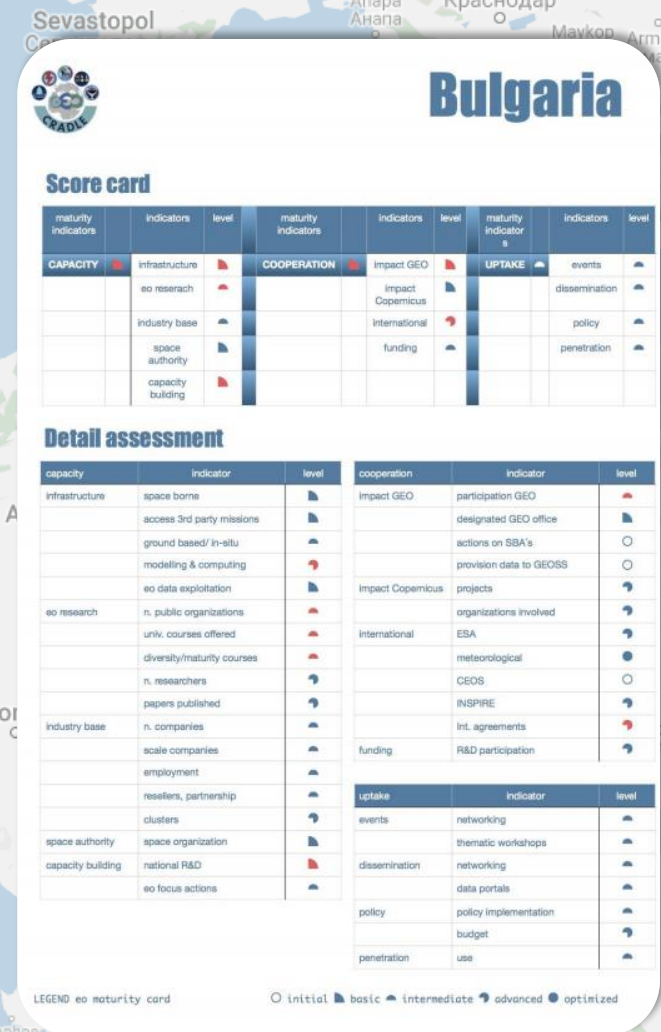 Anapa
Анапа
Краснодар
Sevastopol
Maykop
CRADLE
Bulgaria
Score card
maturity indicators indicators level maturity indicators indicators level maturity indicators indicators level
CAPACITY infrastructure COOPERATION impact GEO UPTAKE events
eo reserach impact Copernicus dissemination
industry base international policy
space authority funding penetration
capacity building
Detail assessment
capacity indicator level
infrastructure space borne
access 3rd party missions
ground based/ in-situ
modelling & computing
eo data exploitation
eo research n. public organizations
univ. courses offered
diversity/maturity courses
n. researchers
papers published
industry base n. companies
scale companies
employment
resellers, partnership
clusters
space authority space organization
capacity building national R&D
eo focus actions
cooperation indicator level
impact GEO participation GEO
designated GEO office
actions on SBA's
provision data to GEOSS
impact Copernicus projects
organizations involved
international ESA
meteorological
CEOS
INSPIRE
Int. agreements
funding R&D participation
uptake indicator level
events networking
thematic workshops
dissemination networking
data portals
policy policy implementation
budget
penetration use
LEGEND eo maturity card ○ initial basic intermediate advanced ● optimized